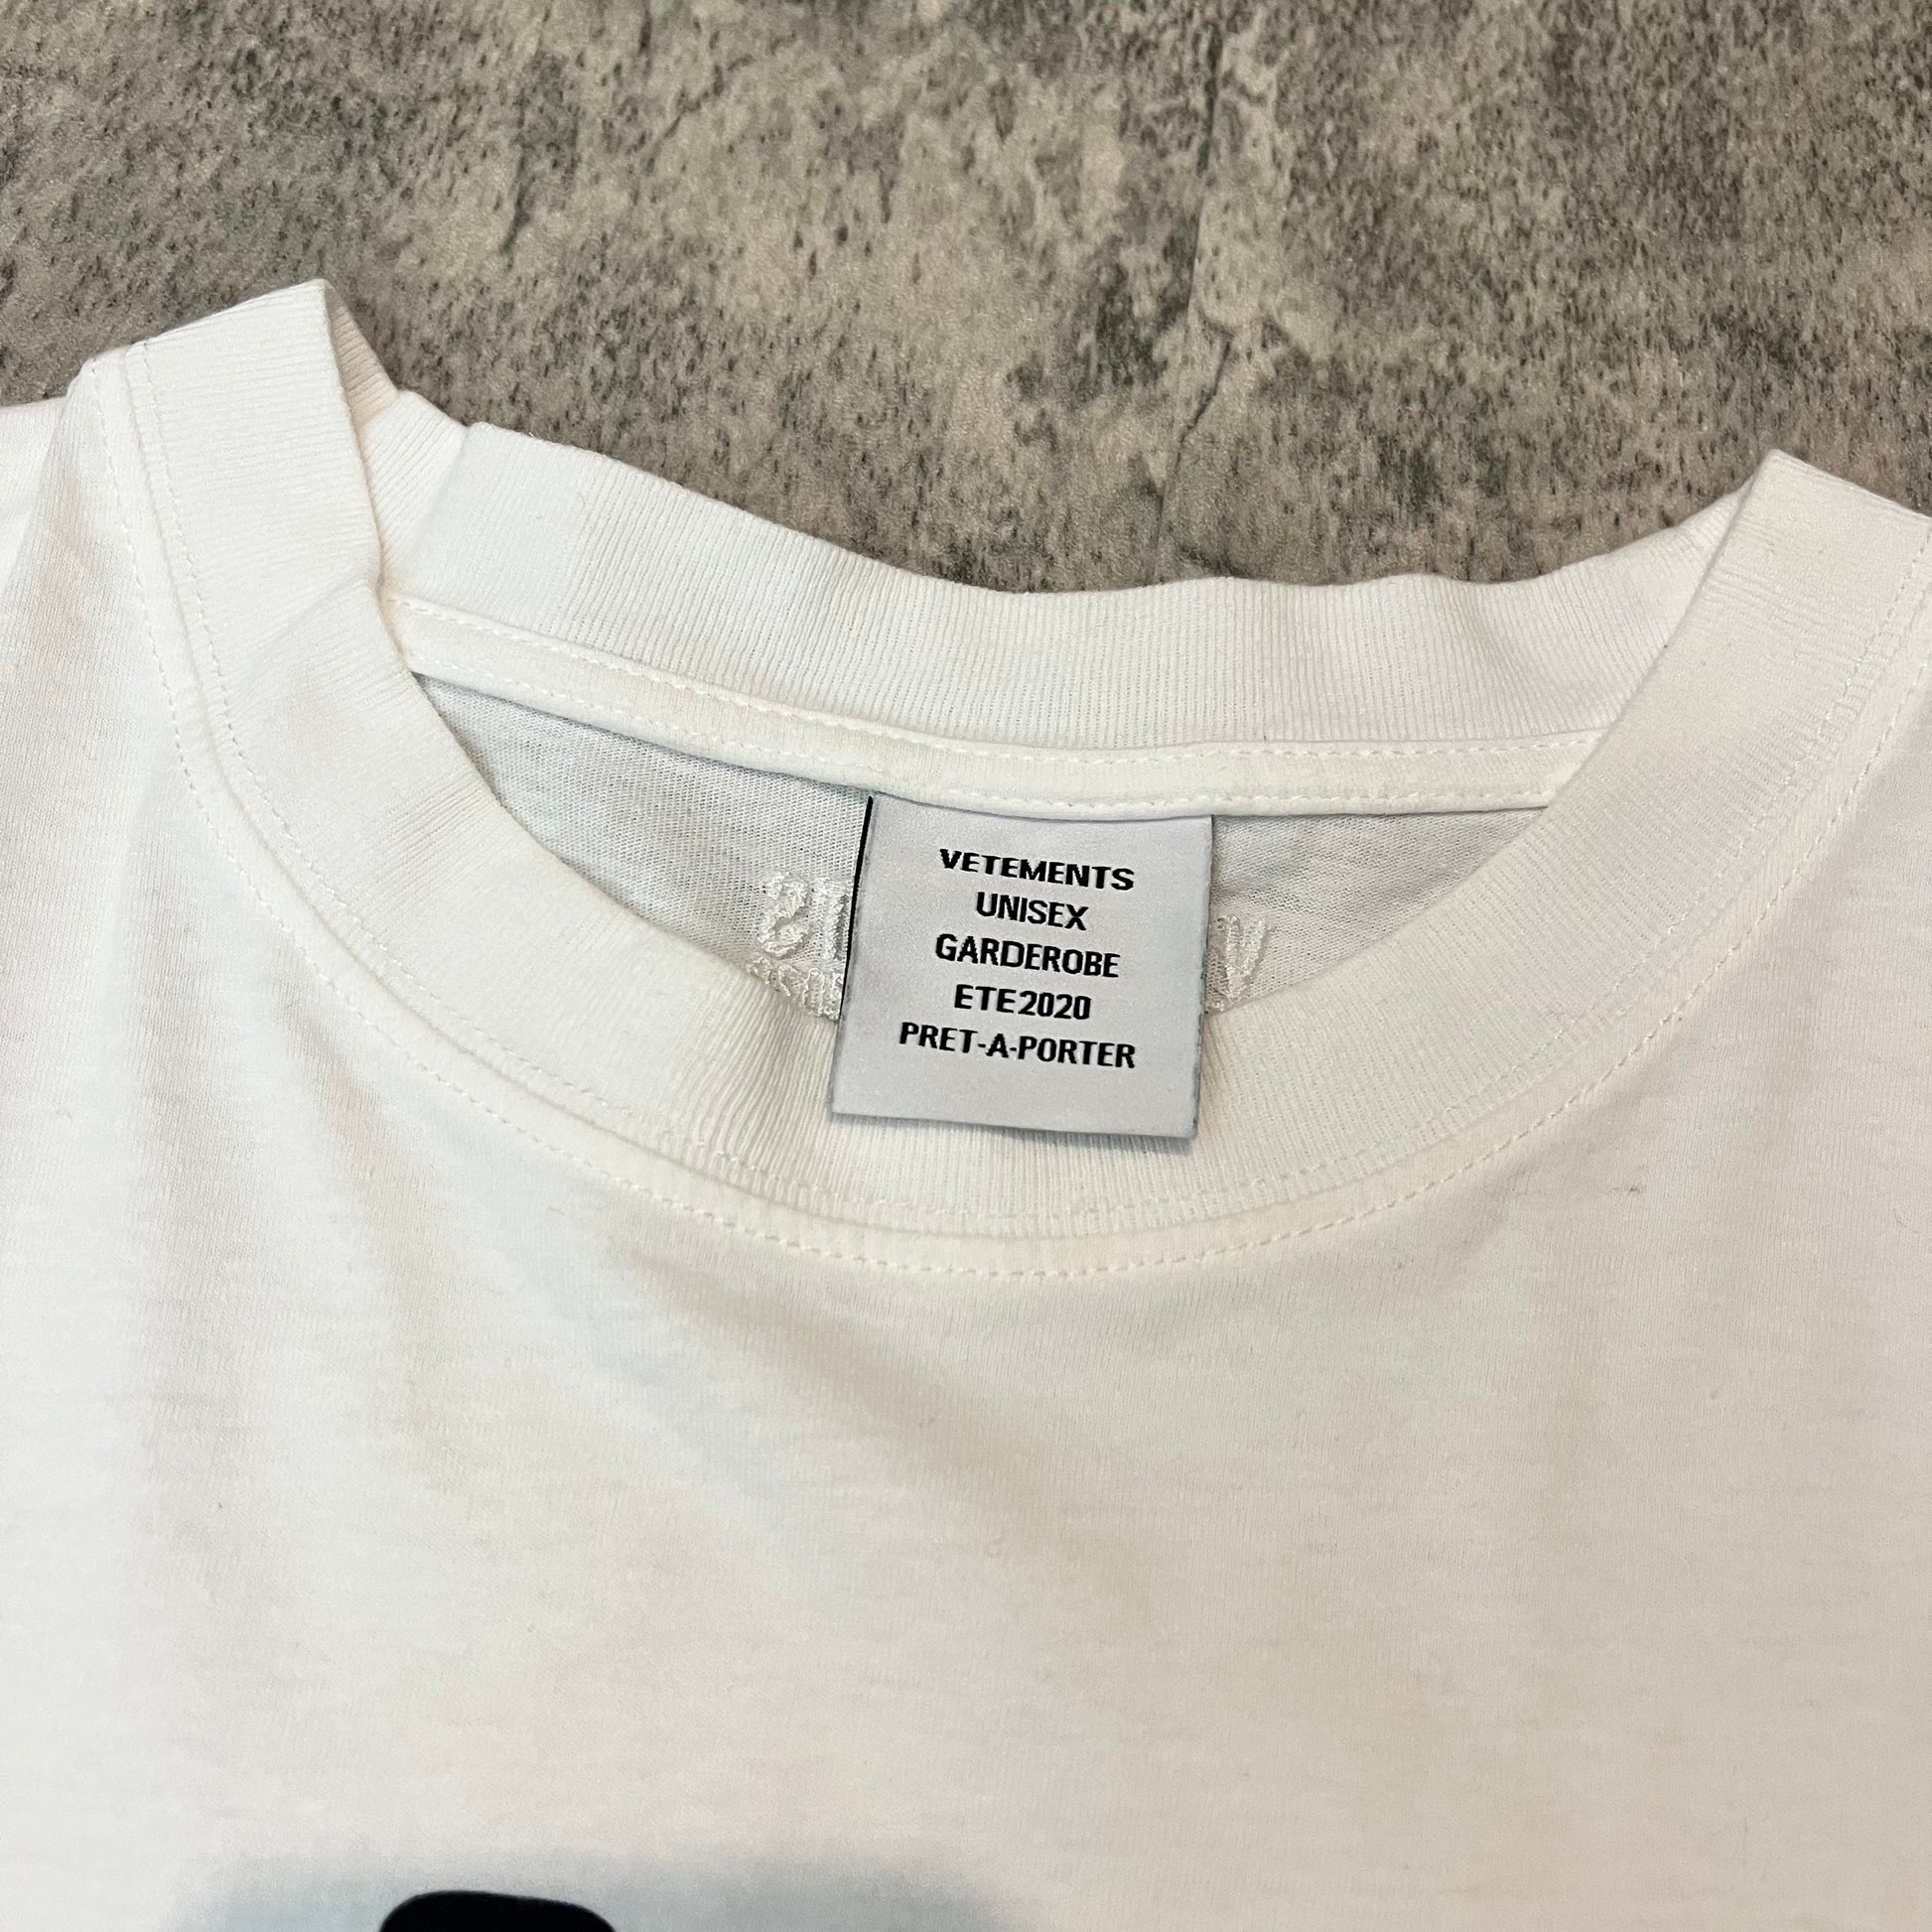 VETEMENTS
UNISEX
GARDEROBE
ETE2020
PRET-A-PORTER